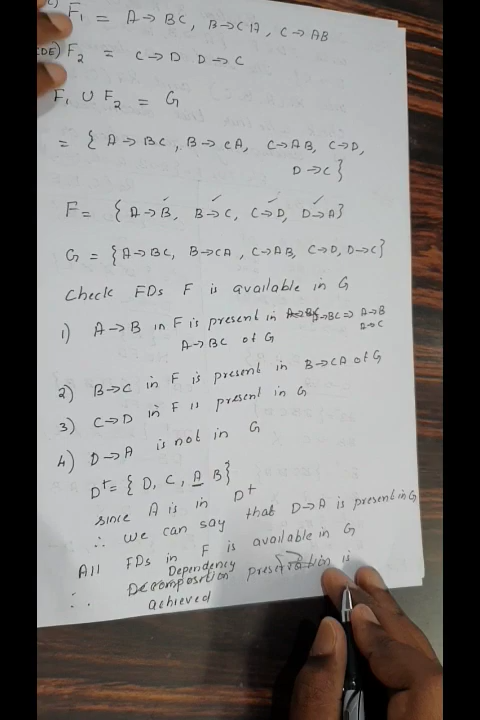 F1 = A→BC, B→CA, C→AB
CDE) F2 = C→D D→C
F1 ∪ F2 = G
= { A→BC, B→CA, C→AB, C→D,
D→C}
F = {A→B, B→C, C→D, D→A}
G = {A→BC, B→CA, C→AB, C→D, D→C}
Check FDs F is available in G
1) A→B in F is present in A→BC ⇒ A→B
A→C
A→BC of G
2) B→C in F is present in B→CA of G
3) C→D in F is present in G
4) D→A is not in G
D+ = { D, C, A B}
since A is in D+
∴ we can say that D→A is present in G
All FDs in F is available in G
Dependency
∴ Decomposition preservation is
achieved